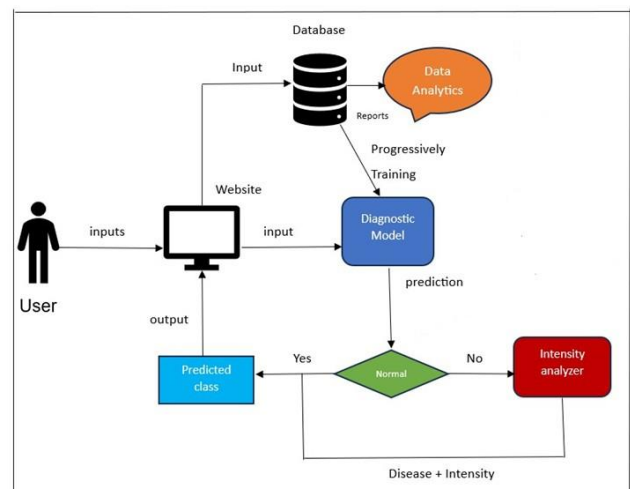 Database
Input
Data
Analytics
Reports
Progressively
Training
Website
Diagnostic
Model
inputs
input
User
prediction
output
Predicted
class
Yes
Normal
No
Intensity
analyzer
Disease + Intensity